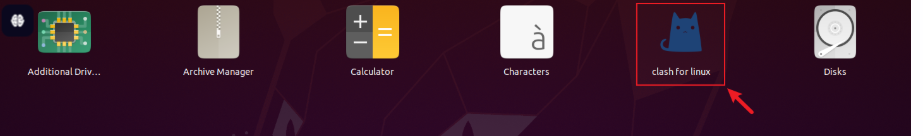 à
Additional Driv...
Archive Manager
Calculator
Characters
clash for linux
Disks